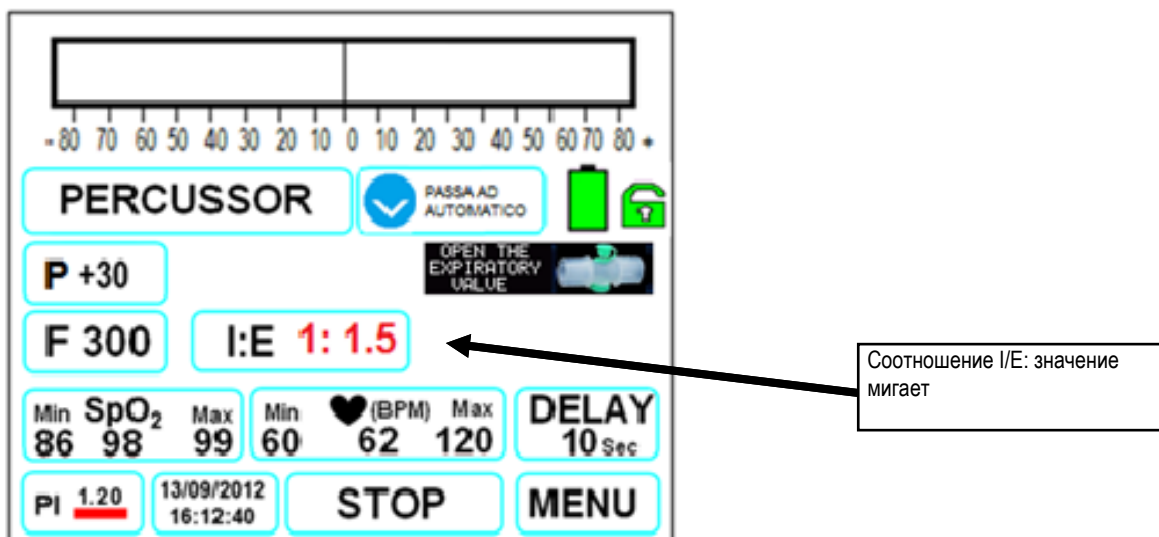 - 80 70 60 50 40 30 20 10 0 10 20 30 40 50 60 70 80 +
PERCUSSOR
PASSA AD
AUTOMATICO
P +30
OPEN THE
EXPIRATORY
VALVE
F 300
I:E 1: 1.5
Соотношение I/E: значение
мигает
Min SpO₂ Max
86 98 99
Min (BPM) Max
60 62 120
DELAY
10 Sec
PI 1.20
13/09/2012
16:12:40
STOP
MENU